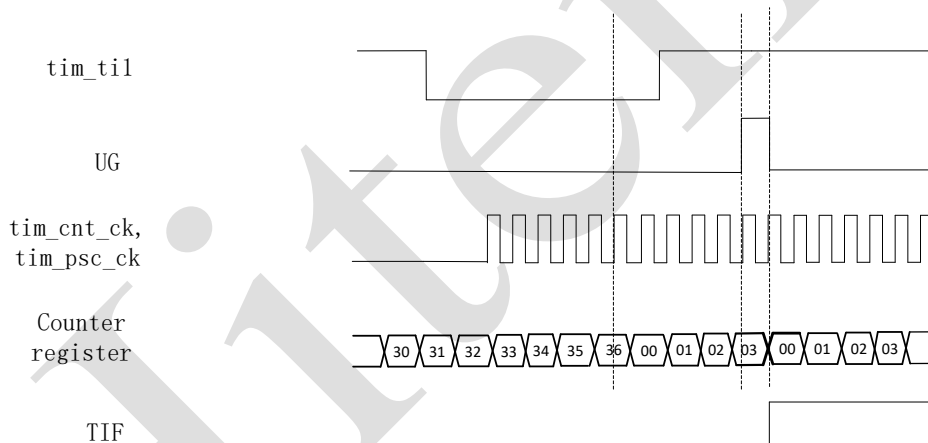 tim_ti1
UG
tim_cnt_ck,
tim_psc_ck
Counter
register
30 31 32 33 34 35 36 00 01 02 03 00 01 02 03
TIF